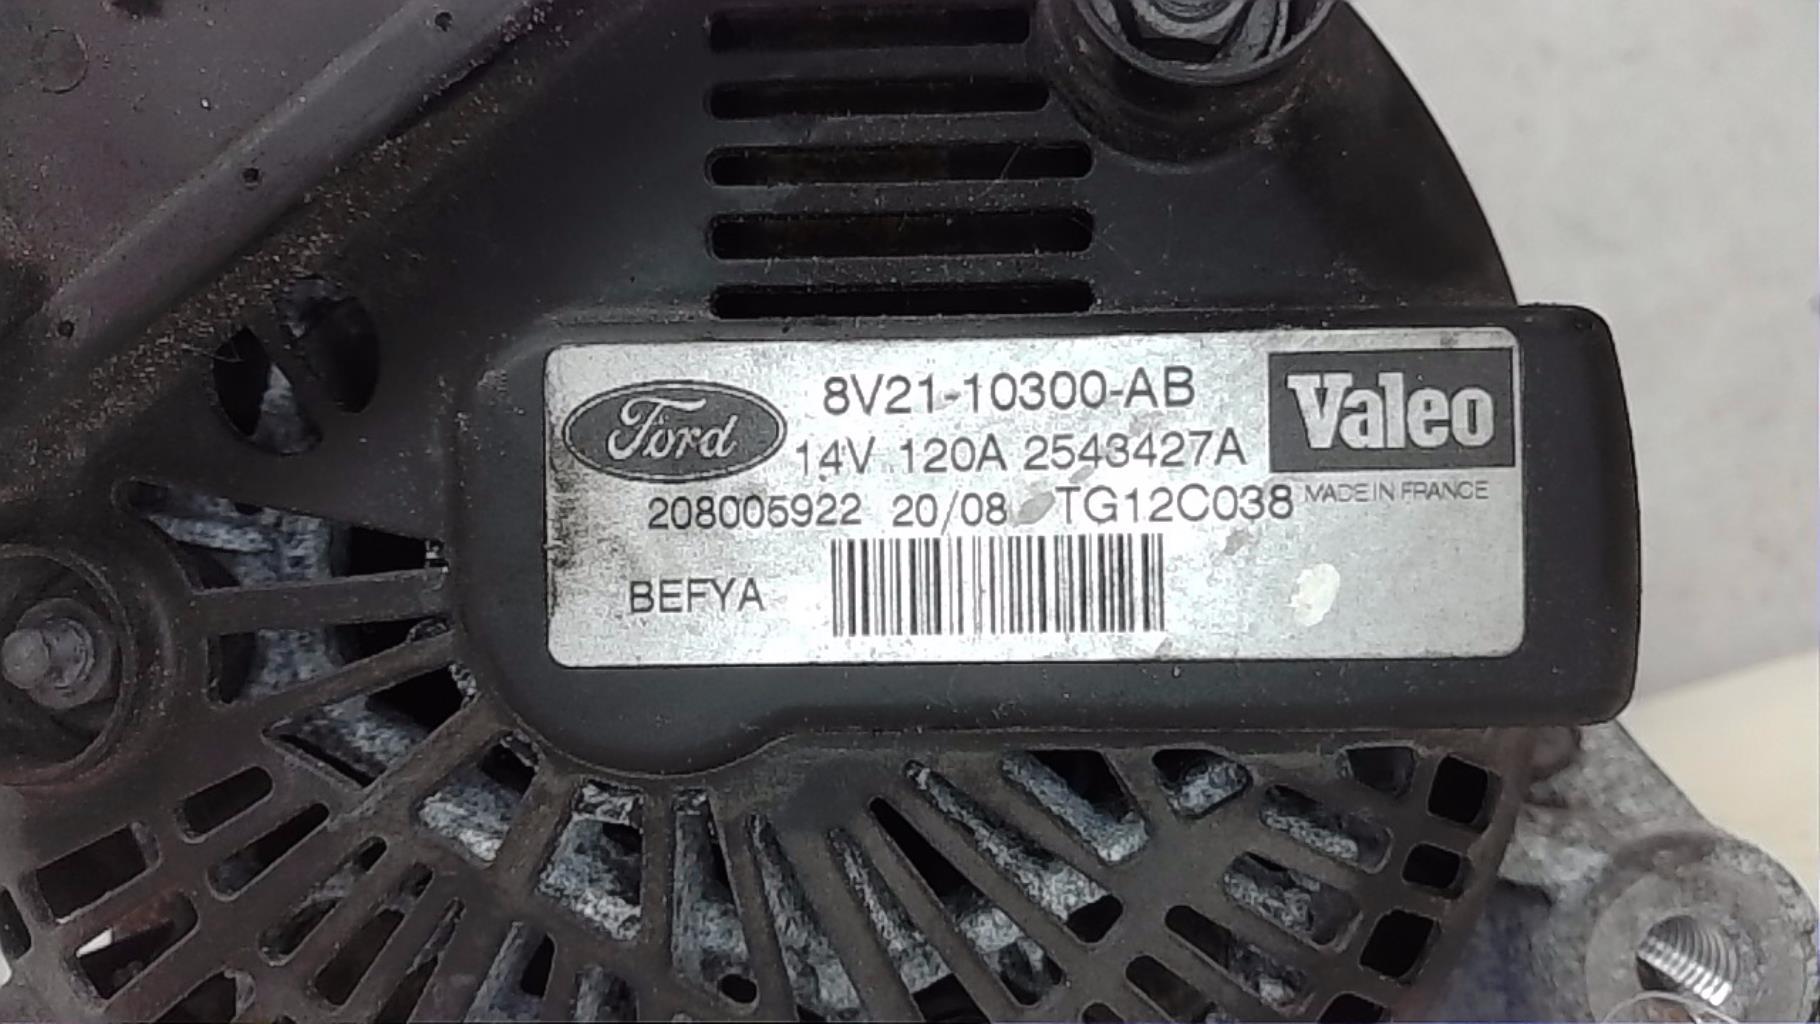 Ford
8V21-10300-AB
Valeo
14V 120A 2543427A
208005922 20/08 TG12C038
MADE IN FRANCE
BEFYA